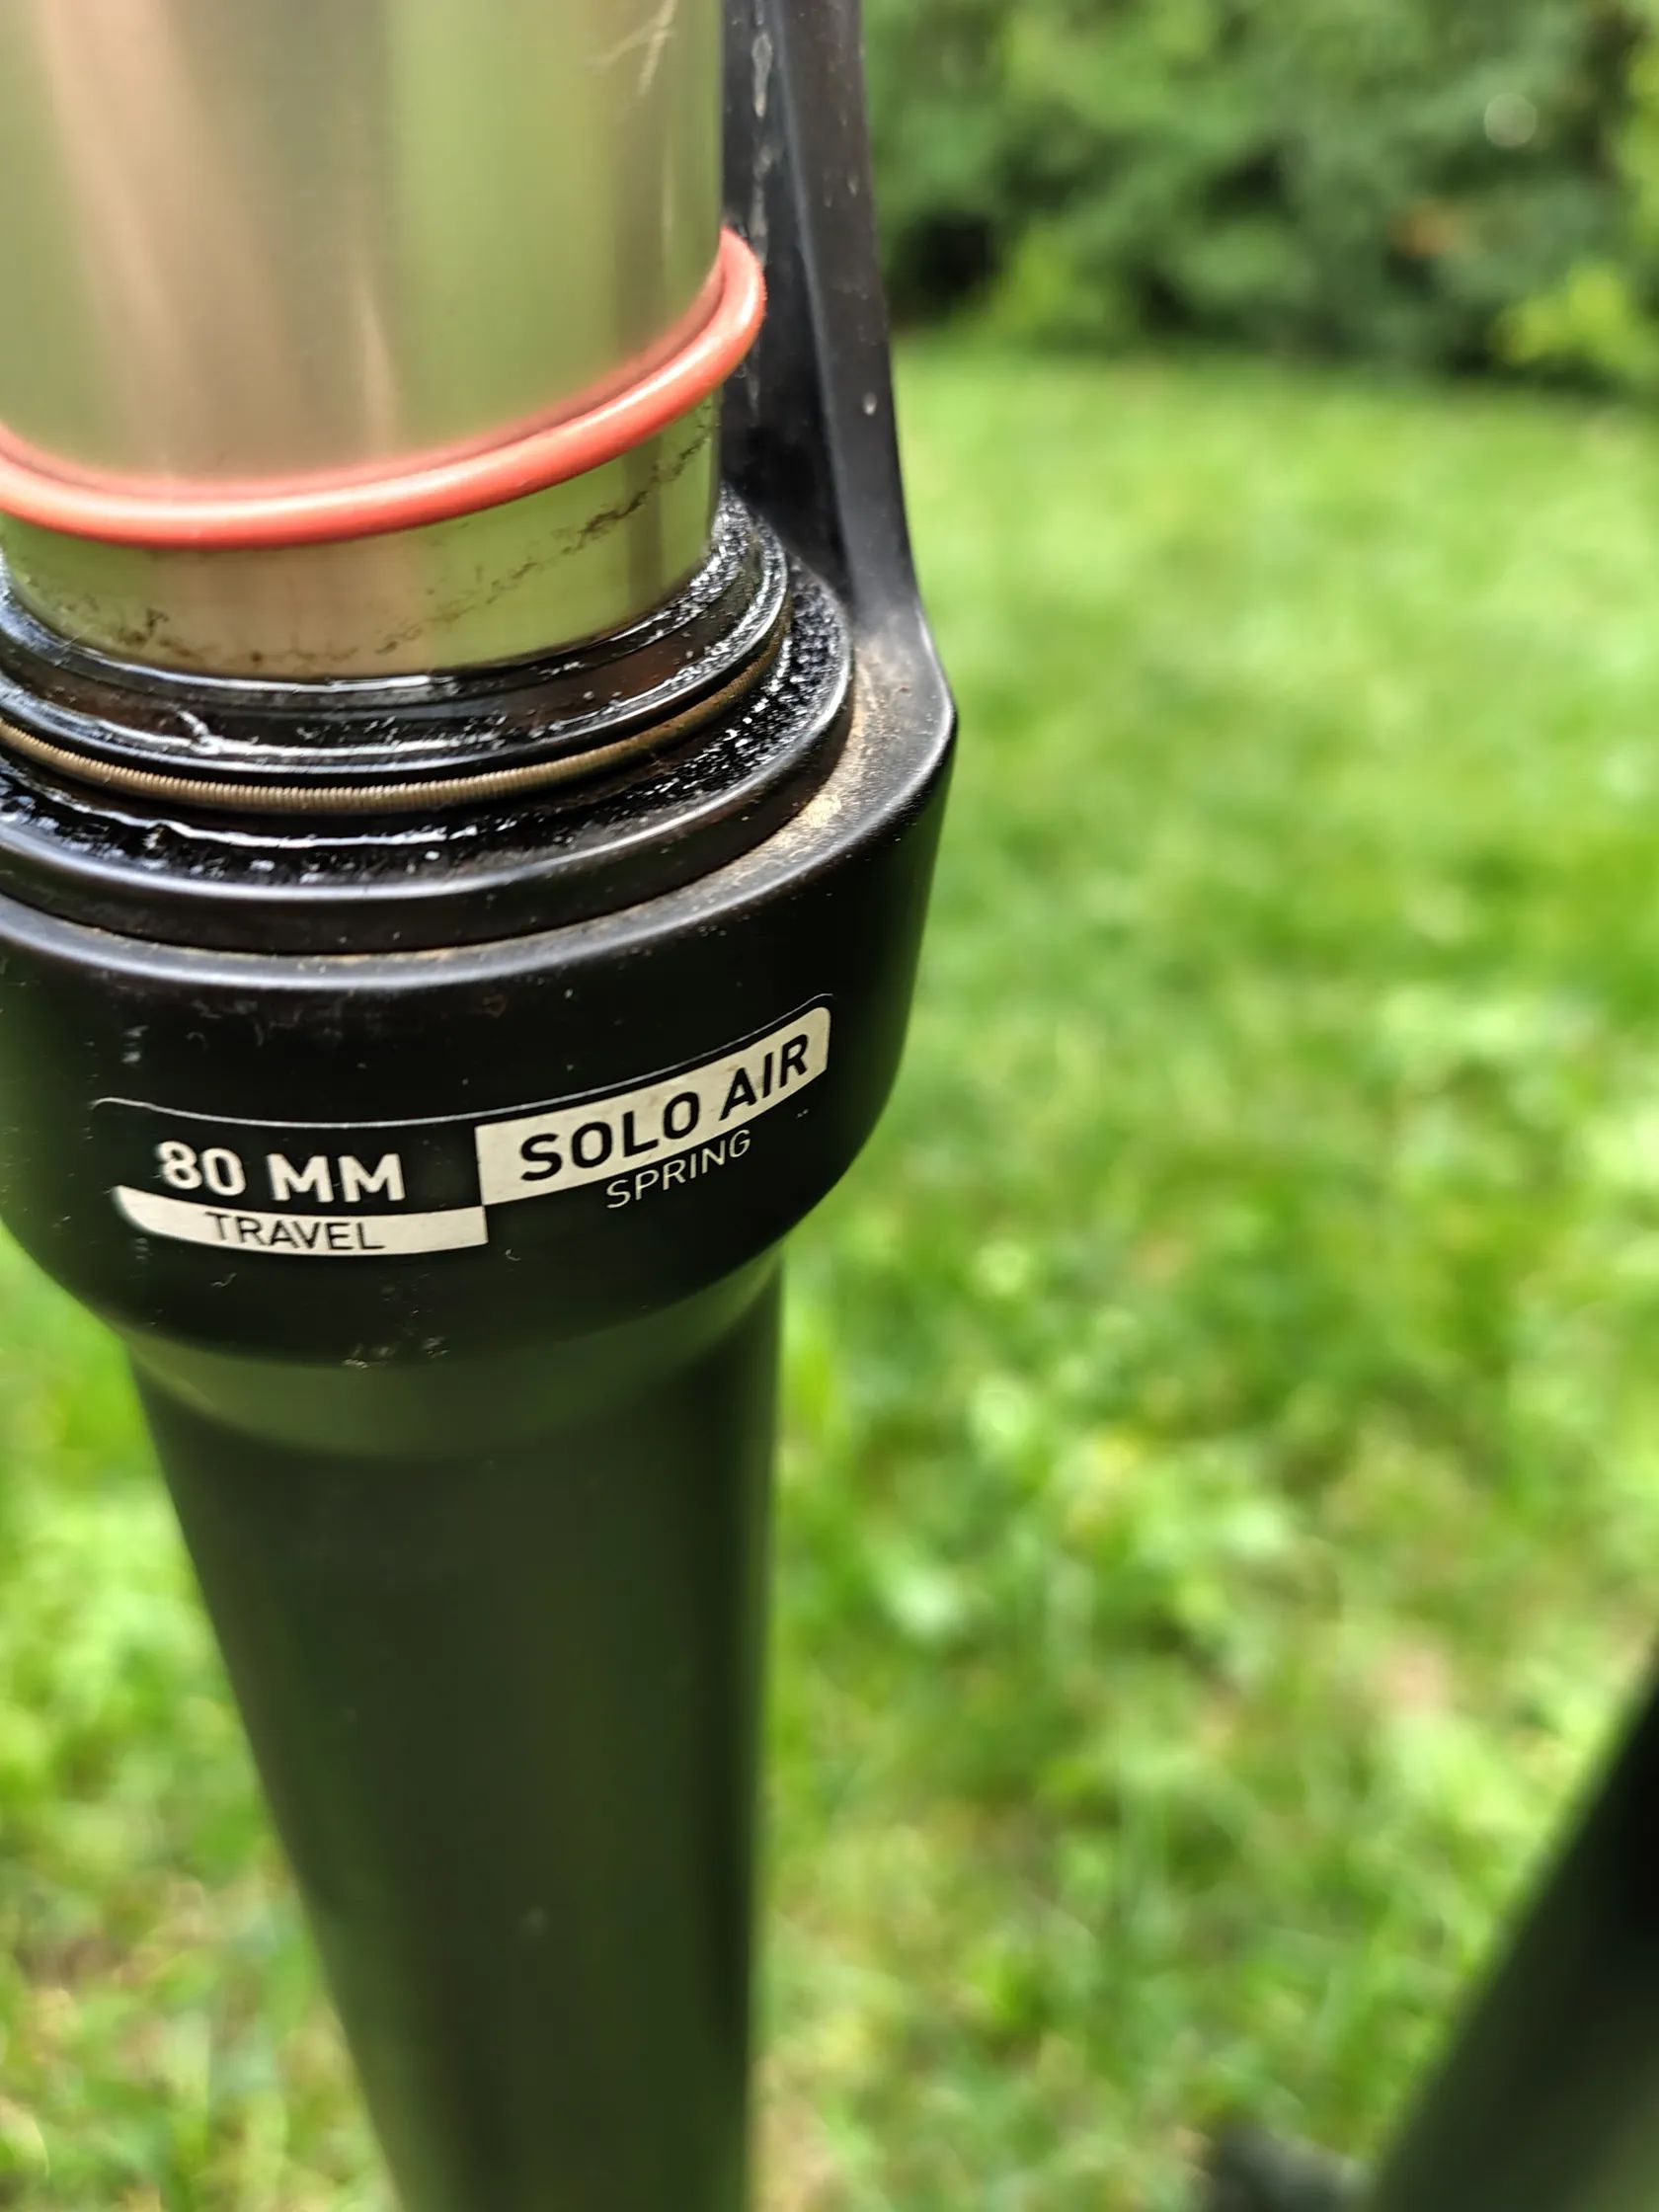 80 MM
TRAVEL
SOLO AIR
SPRING